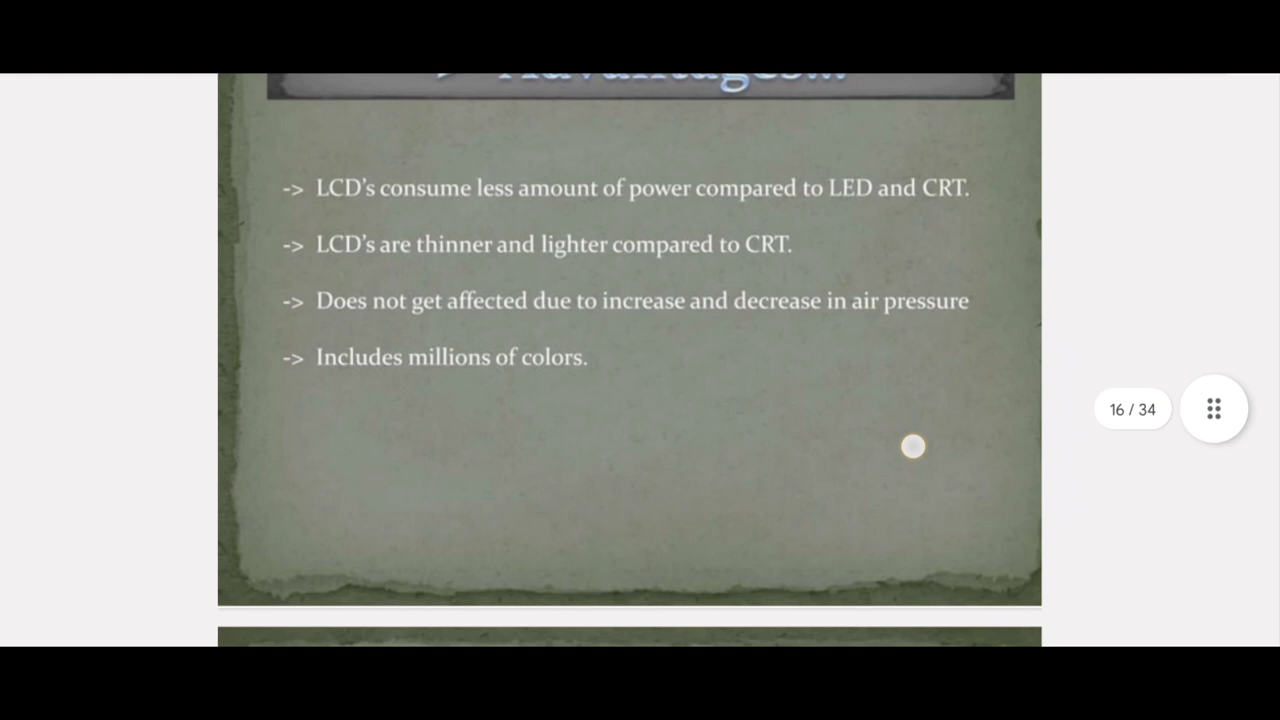 Advantages...
-> LCD’s consume less amount of power compared to LED and CRT.
-> LCD’s are thinner and lighter compared to CRT.
-> Does not get affected due to increase and decrease in air pressure
-> Includes millions of colors.
16 / 34